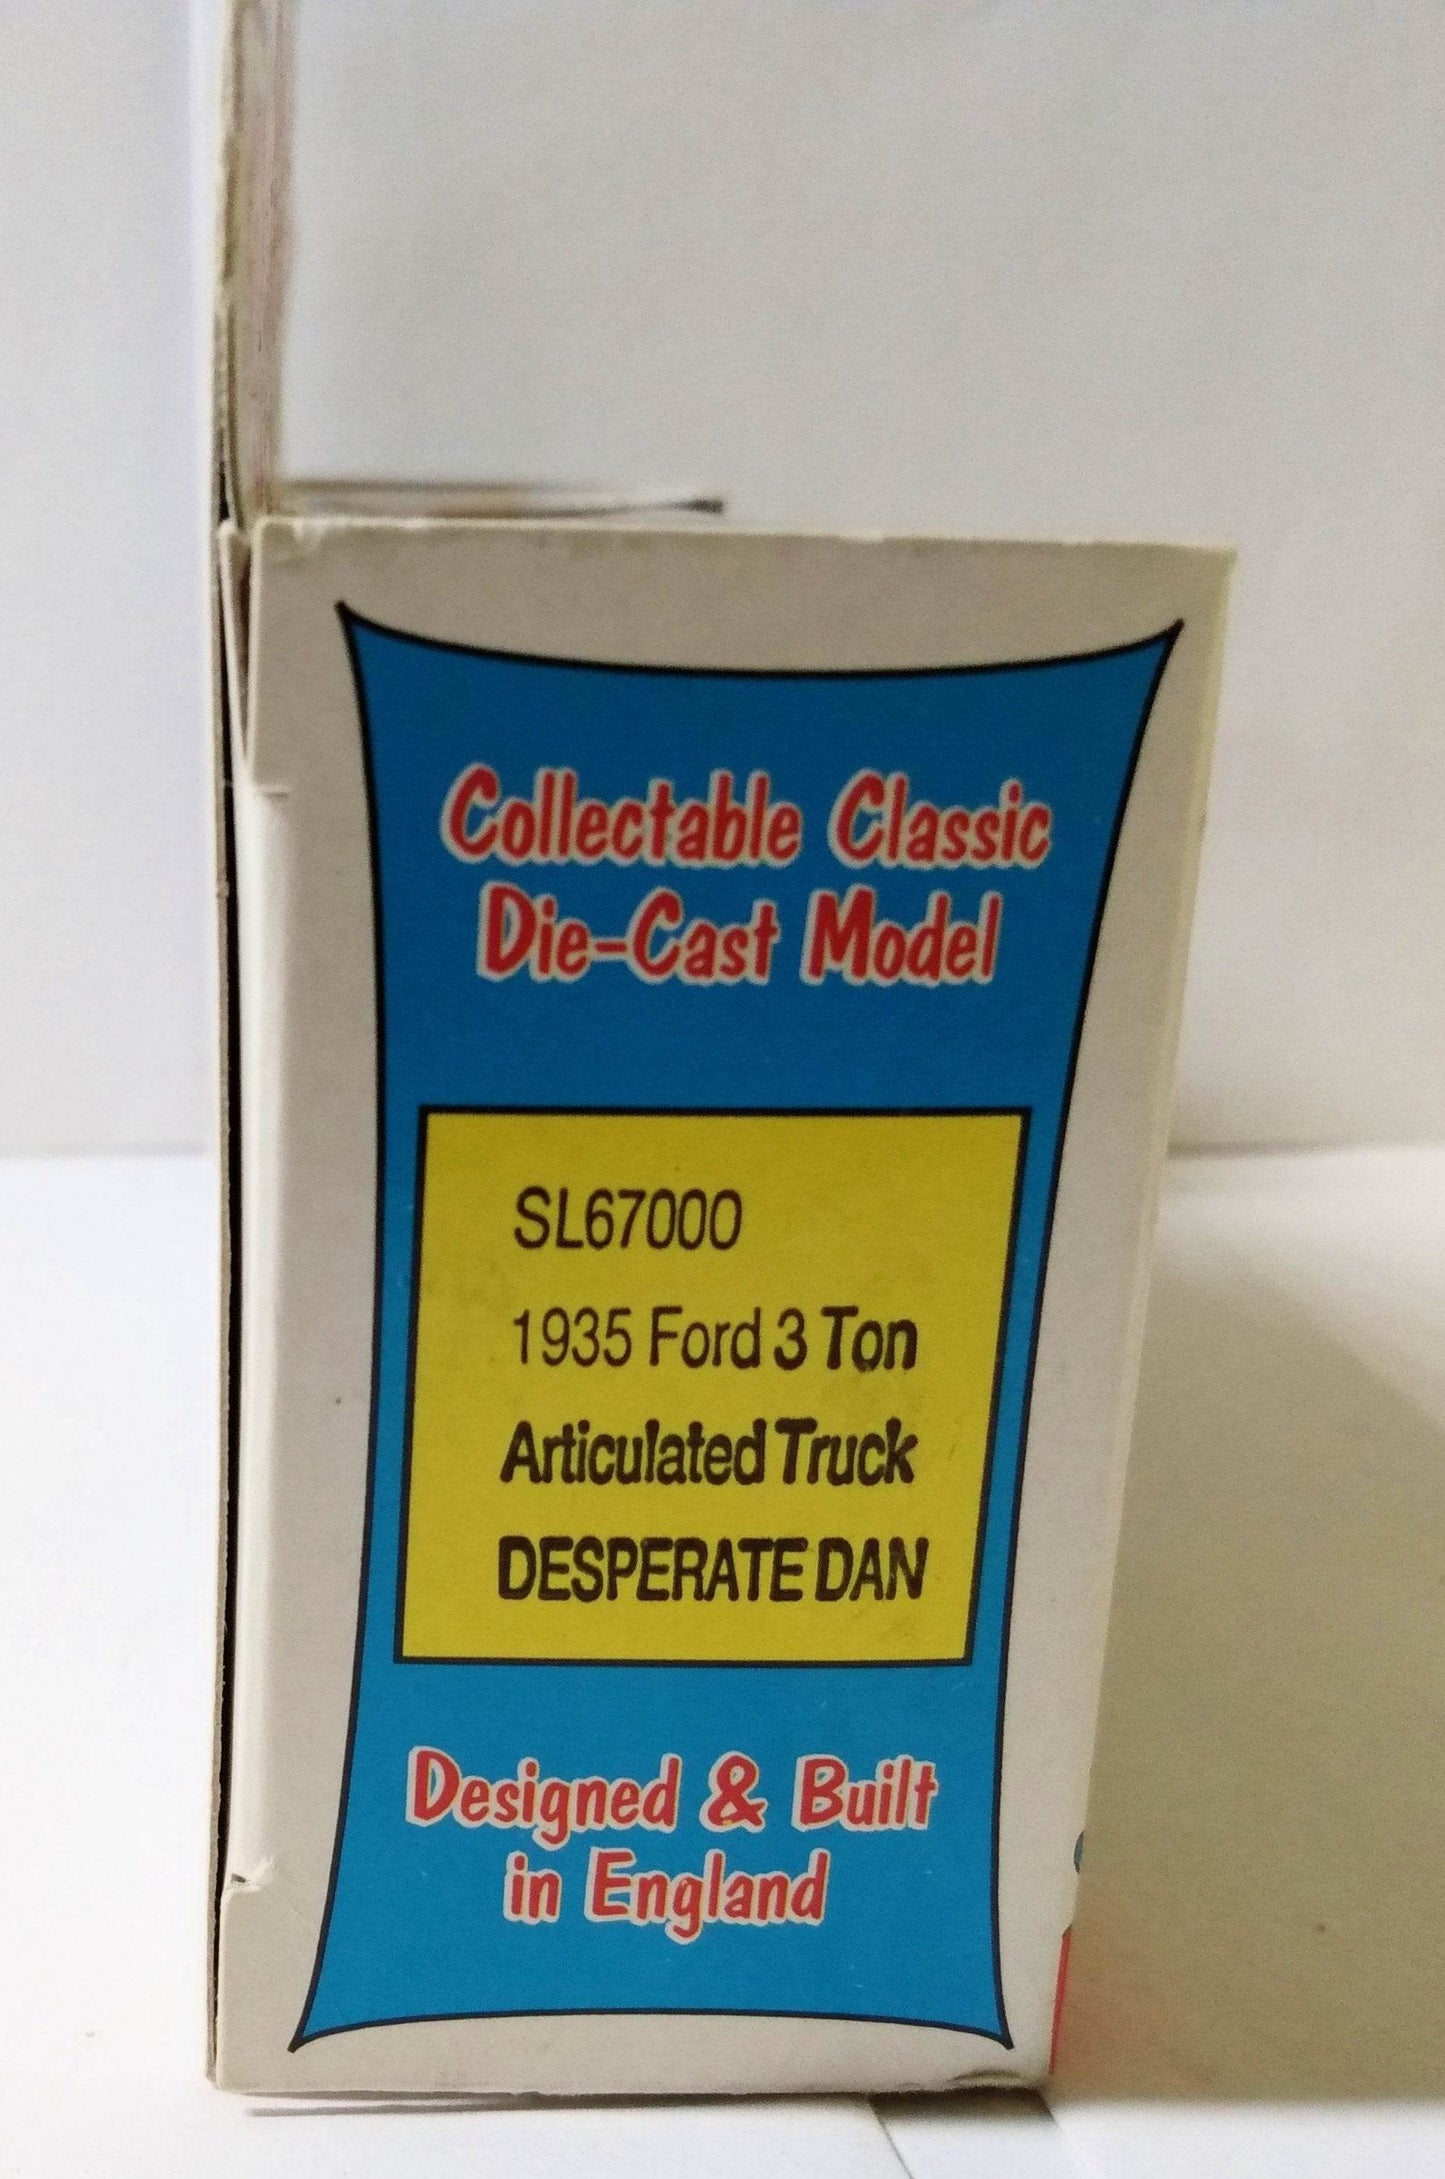 Collectable Classic
Die-Cast Model
SL67000
1935 Ford 3 Ton
Articulated Truck
DESPERATE DAN
Designed & Built
in England